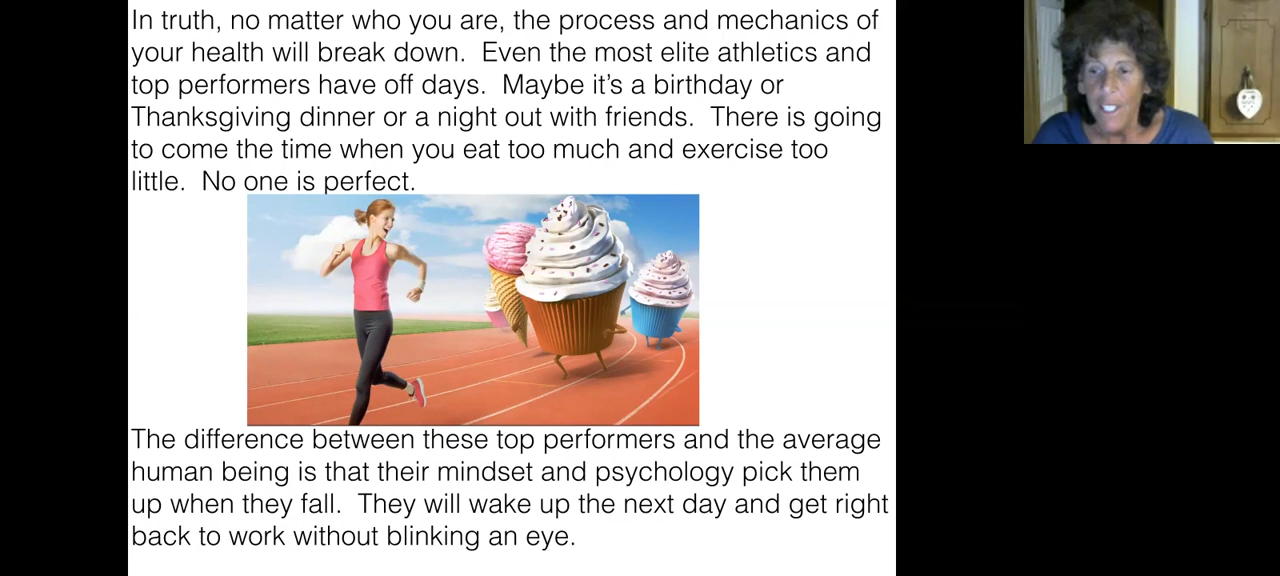 In truth, no matter who you are, the process and mechanics of
your health will break down.  Even the most elite athletics and
top performers have off days.  Maybe it's a birthday or
Thanksgiving dinner or a night out with friends.  There is going
to come the time when you eat too much and exercise too
little.  No one is perfect.
The difference between these top performers and the average
human being is that their mindset and psychology pick them
up when they fall.  They will wake up the next day and get right
back to work without blinking an eye.